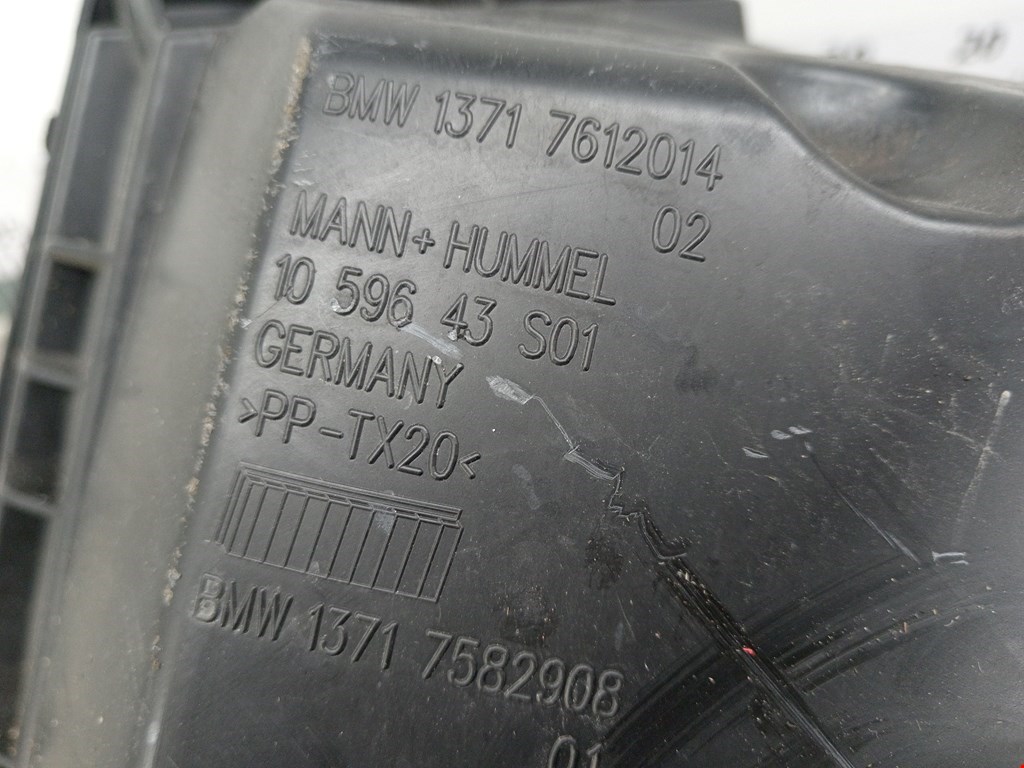 BMW 1371 7612014
02
MANN+HUMMEL
10 596 43 S01
GERMANY
>PP-TX20<
BMW 1371 7582908
01